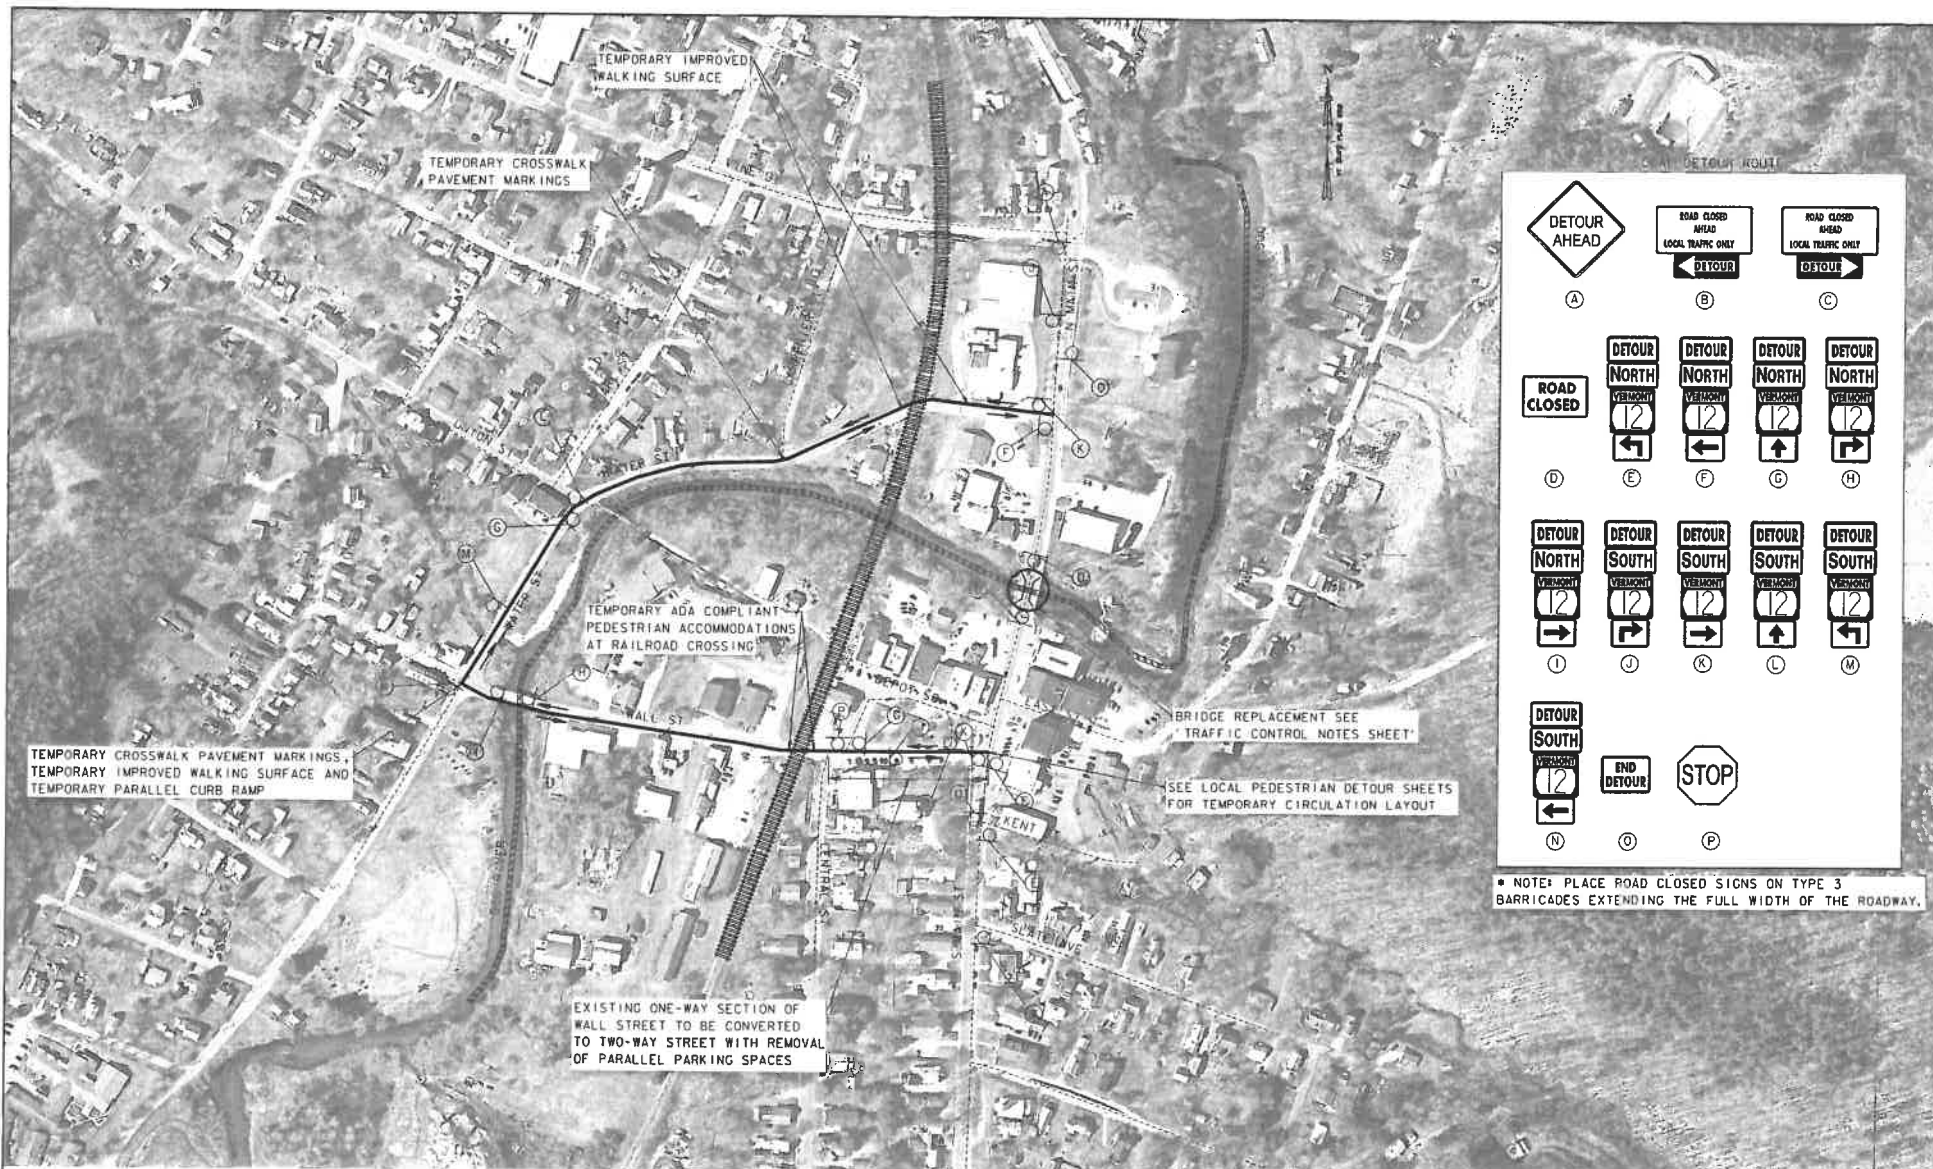 TEMPORARY IMPROVED
WALKING SURFACE
TEMPORARY CROSSWALK
PAVEMENT MARKINGS
N MAIN ST
WATER ST
WATER ST
TEMPORARY ADA COMPLIANT
PEDESTRIAN ACCOMMODATIONS
AT RAILROAD CROSSING
WALL ST
EAST
KENT
SLATE AVE
BRIDGE REPLACEMENT SEE
'TRAFFIC CONTROL NOTES SHEET'
SEE LOCAL PEDESTRIAN DETOUR SHEETS
FOR TEMPORARY CIRCULATION LAYOUT
TEMPORARY CROSSWALK PAVEMENT MARKINGS,
TEMPORARY IMPROVED WALKING SURFACE AND
TEMPORARY PARALLEL CURB RAMP
EXISTING ONE-WAY SECTION OF
WALL STREET TO BE CONVERTED
TO TWO-WAY STREET WITH REMOVAL
OF PARALLEL PARKING SPACES
G
M
H
P
G
K
F
K
O
DETOUR ROUTE
DETOUR
AHEAD
A
ROAD CLOSED
AHEAD
LOCAL TRAFFIC ONLY
DETOUR
B
ROAD CLOSED
AHEAD
LOCAL TRAFFIC ONLY
DETOUR
C
ROAD
CLOSED
D
DETOUR
NORTH
VERMONT
12
E
DETOUR
NORTH
VERMONT
12
F
DETOUR
NORTH
VERMONT
12
G
DETOUR
NORTH
VERMONT
12
H
DETOUR
NORTH
VERMONT
12
I
DETOUR
SOUTH
VERMONT
12
J
DETOUR
SOUTH
VERMONT
12
K
DETOUR
SOUTH
VERMONT
12
L
DETOUR
SOUTH
VERMONT
12
M
DETOUR
SOUTH
VERMONT
12
N
END
DETOUR
O
STOP
P
* NOTE: PLACE ROAD CLOSED SIGNS ON TYPE 3
BARRICADES EXTENDING THE FULL WIDTH OF THE ROADWAY.